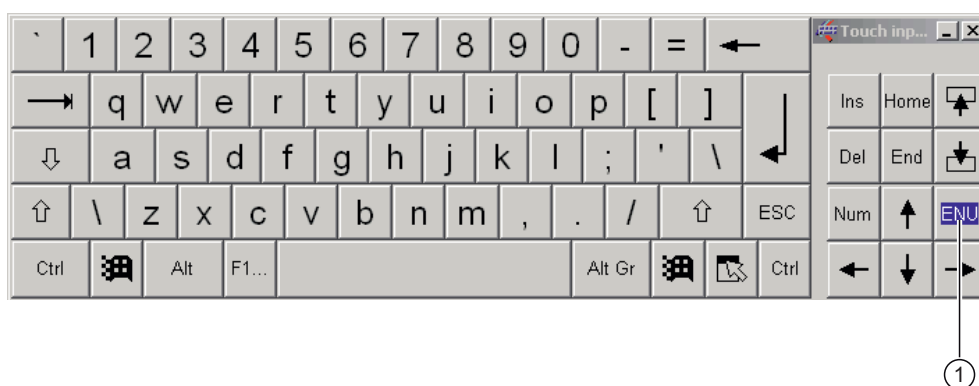 ` 1 2 3 4 5 6 7 8 9 0 - = Touch inp...
q w e r t y u i o p [ ] Ins Home
a s d f g h j k l ; ' \ Del End
\ z x c v b n m , . / ESC Num ENU
Ctrl Alt F1... Alt Gr Ctrl
1